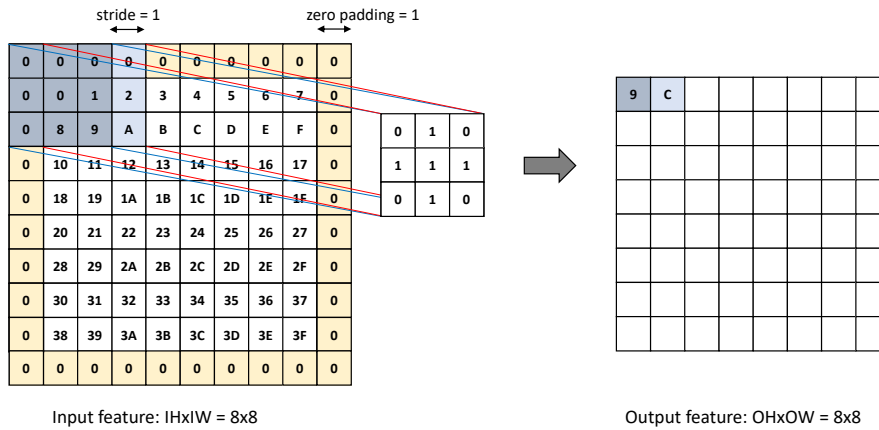 stride = 1 zero padding = 1
0 0 0 0 0 0 0 0 0 0
0 0 1 2 3 4 5 6 7 0
9 C
0 8 9 A B C D E F 0
0 1 0
0 10 11 12 13 14 15 16 17 0
1 1 1
0 18 19 1A 1B 1C 1D 1E 1F 0
0 1 0
0 20 21 22 23 24 25 26 27 0
0 28 29 2A 2B 2C 2D 2E 2F 0
0 30 31 32 33 34 35 36 37 0
0 38 39 3A 3B 3C 3D 3E 3F 0
0 0 0 0 0 0 0 0 0 0
Input feature: IHxIW = 8x8 Output feature: OHxOW = 8x8